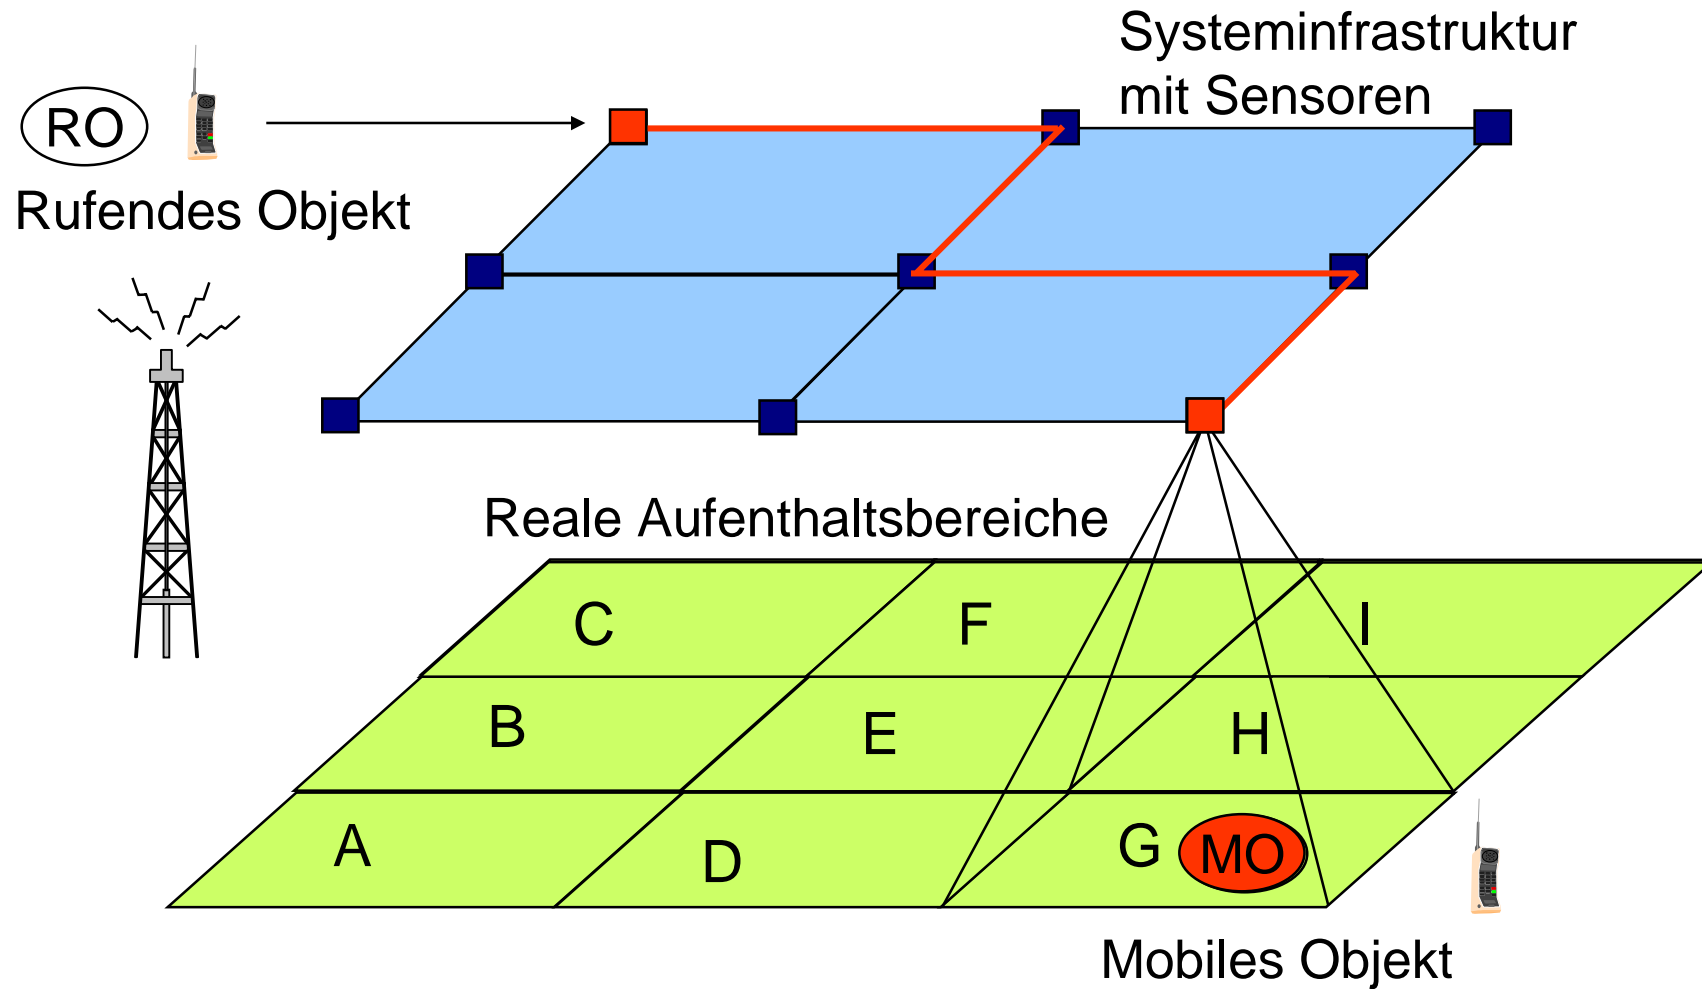 Systeminfrastruktur
mit Sensoren
RO
Rufendes Objekt
Reale Aufenthaltsbereiche
C F I
B E H
A D G MO
Mobiles Objekt